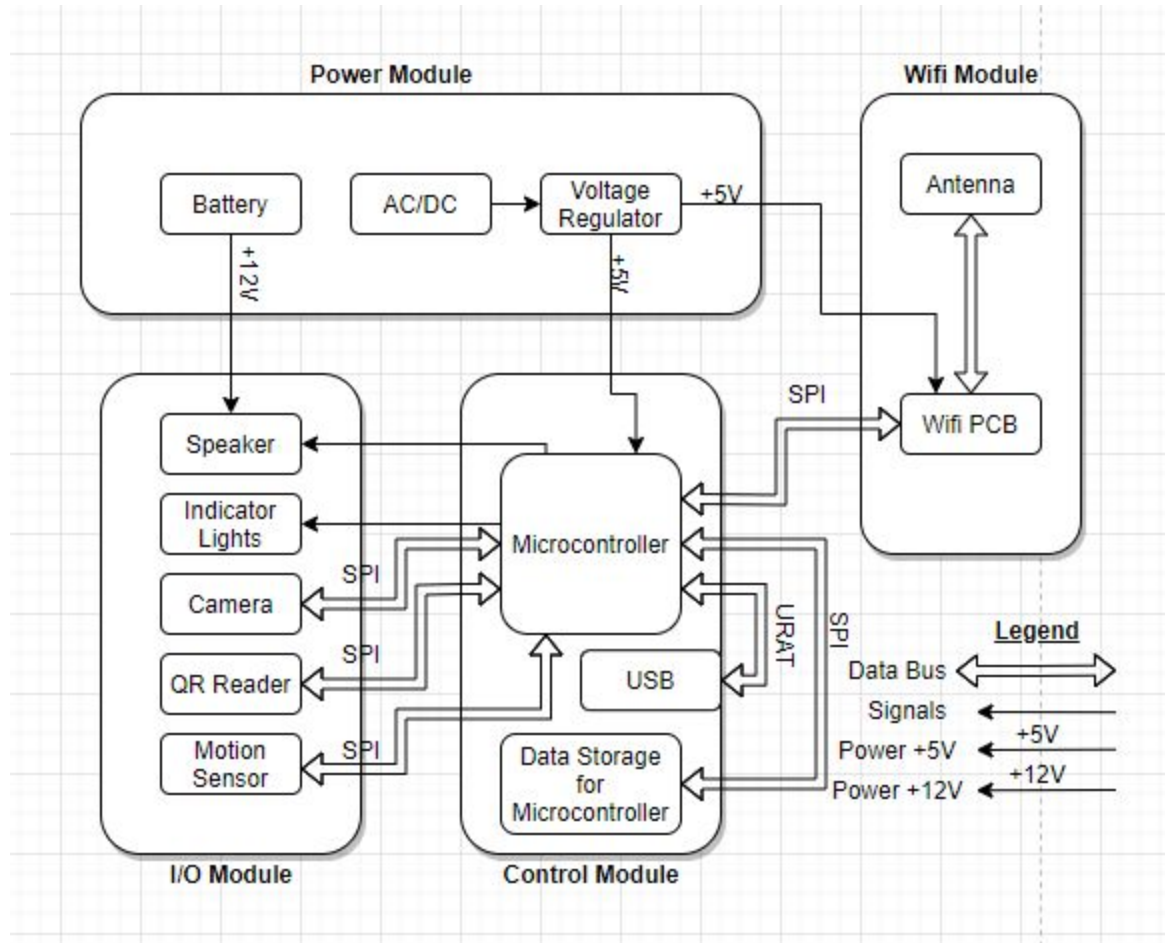 Power Module
Wifi Module
Battery
AC/DC
Voltage
Regulator
+5V
Antenna
+12V
+5V
SPI
Wifi PCB
Speaker
Indicator
Lights
Microcontroller
SPI
Camera
SPI
QR Reader
SPI
Motion
Sensor
URAT
SPI
USB
Data Storage
for
Microcontroller
Legend
Data Bus
Signals
+5V
Power +5V
+12V
Power +12V
I/O Module
Control Module